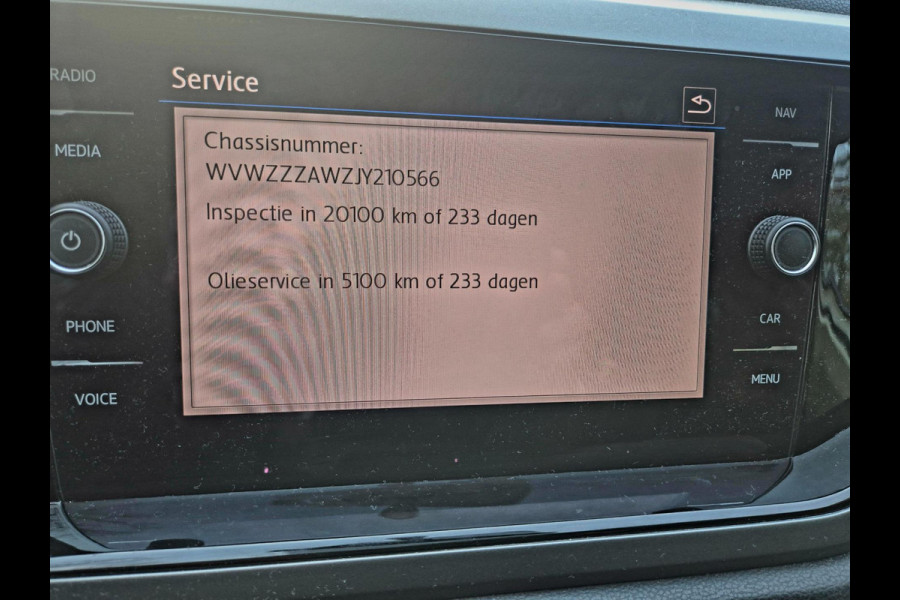 RADIO
MEDIA
PHONE
VOICE
Service
Chassisnummer:
WVWZZZAWZJY210566
Inspectie in 20100 km of 233 dagen
Olieservice in 5100 km of 233 dagen
NAV
APP
CAR
MENU